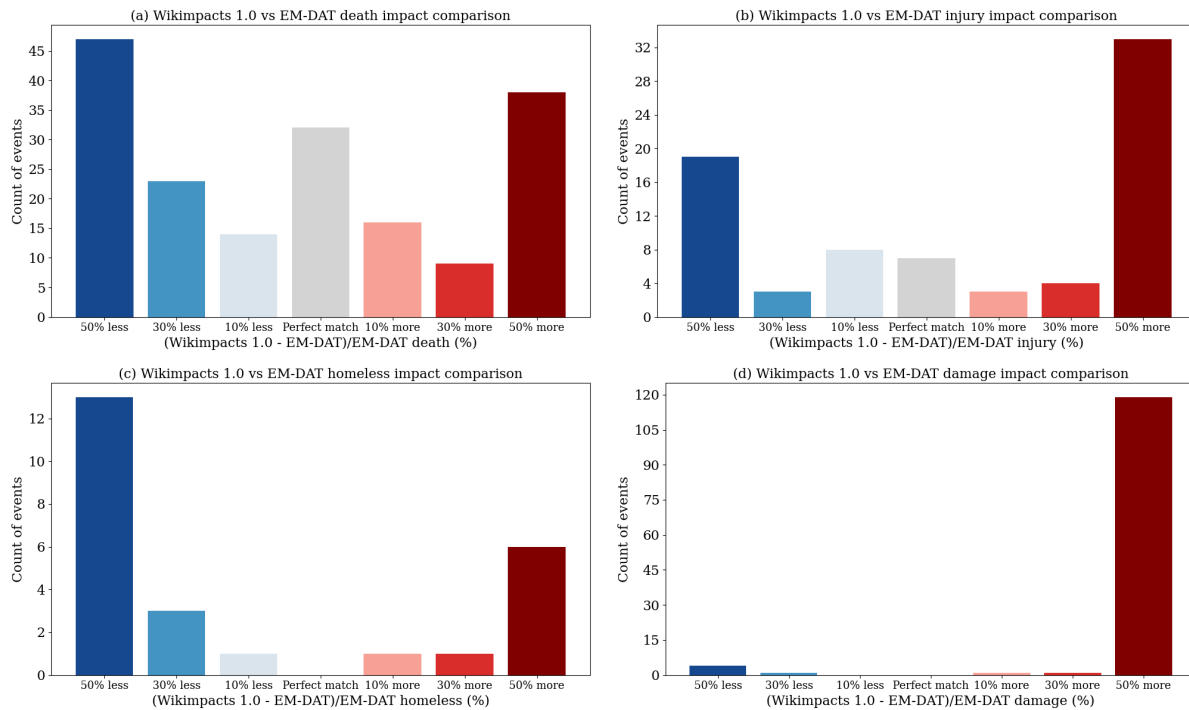 (a) Wikimpacts 1.0 vs EM-DAT death impact comparison
Count of events
45
40
35
30
25
20
15
10
5
0
50% less 30% less 10% less Perfect match 10% more 30% more 50% more
(Wikimpacts 1.0 - EM-DAT)/EM-DAT death (%)
(b) Wikimpacts 1.0 vs EM-DAT injury impact comparison
Count of events
32
28
24
20
16
12
8
4
0
50% less 30% less 10% less Perfect match 10% more 30% more 50% more
(Wikimpacts 1.0 - EM-DAT)/EM-DAT injury (%)
(c) Wikimpacts 1.0 vs EM-DAT homeless impact comparison
Count of events
12
10
8
6
4
2
0
50% less 30% less 10% less Perfect match 10% more 30% more 50% more
(Wikimpacts 1.0 - EM-DAT)/EM-DAT homeless (%)
(d) Wikimpacts 1.0 vs EM-DAT damage impact comparison
Count of events
120
105
90
75
60
45
30
15
0
50% less 30% less 10% less Perfect match 10% more 30% more 50% more
(Wikimpacts 1.0 - EM-DAT)/EM-DAT damage (%)